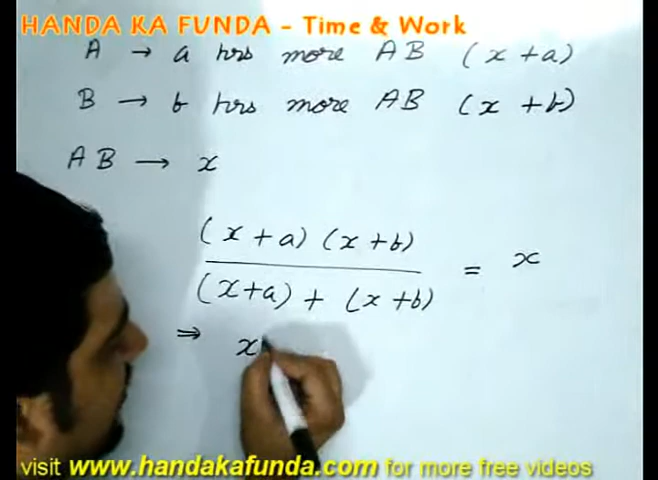 HANDA KA FUNDA - Time & Work
A → a hrs more AB (x+a)
B → b hrs more AB (x+b)
AB → x
(x+a) (x+b)
= x
(x+a) + (x+b)
⇒ x
visit www.handakafunda.com for more free videos